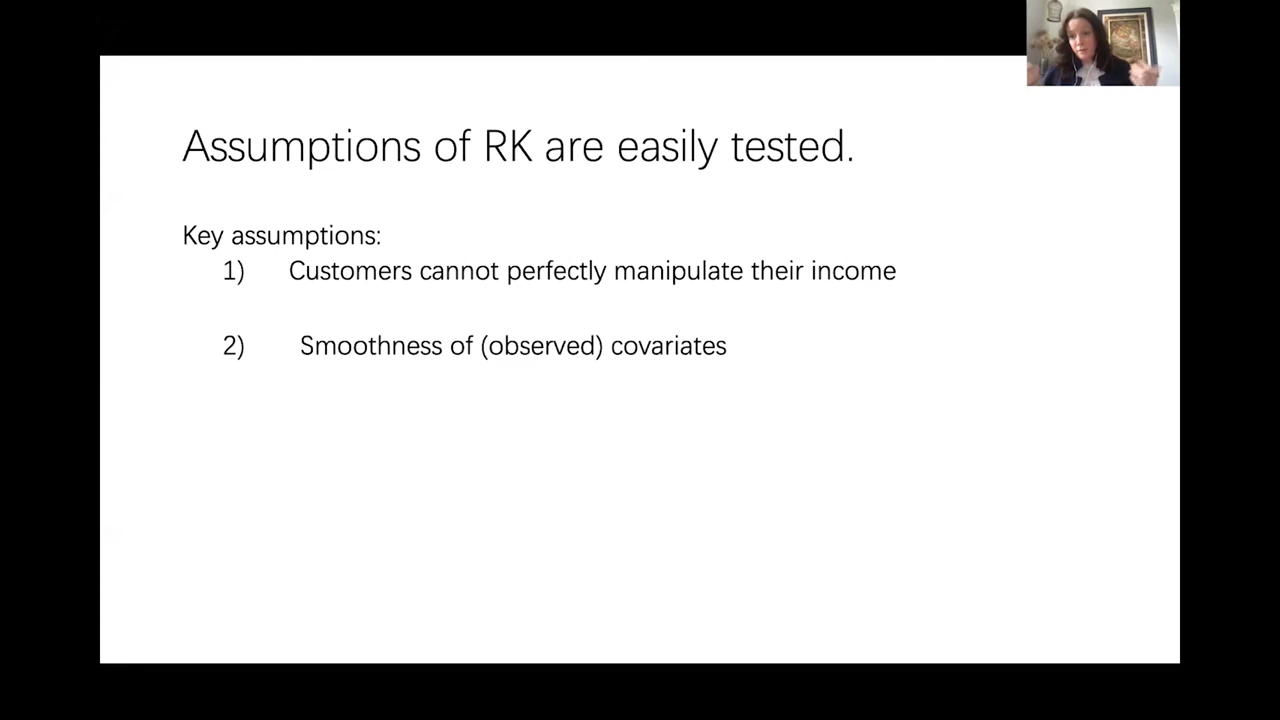 Assumptions of RK are easily tested.
Key assumptions:
1) Customers cannot perfectly manipulate their income
2) Smoothness of (observed) covariates